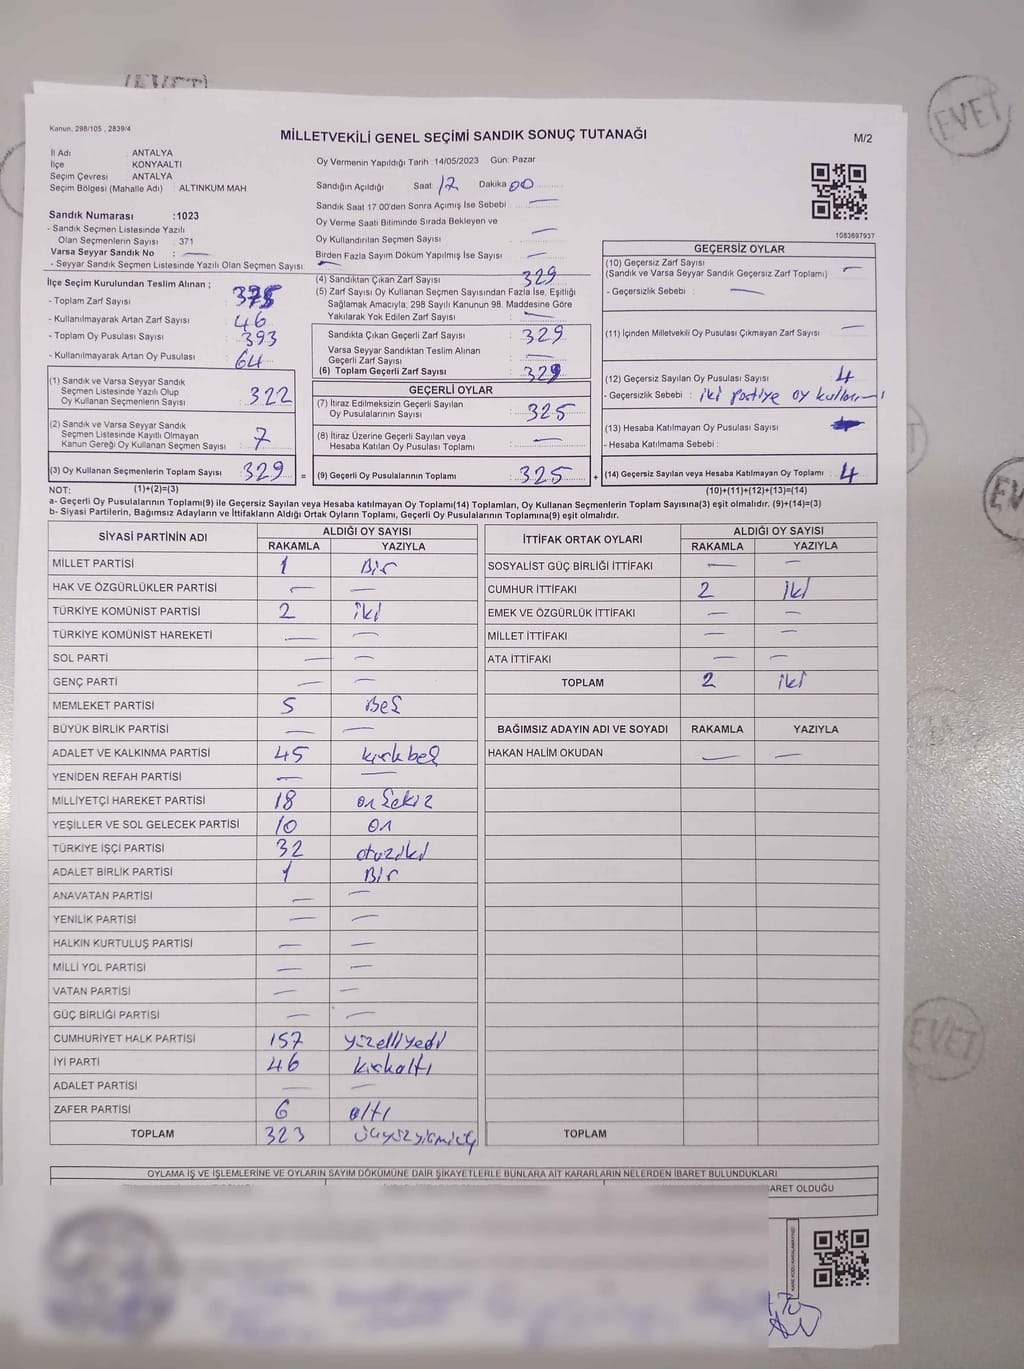 (EVET)
EVET
Kanun, 298/105 , 2839/4
MİLLETVEKİLİ GENEL SEÇİMİ SANDIK SONUÇ TUTANAĞI
M/2
İl Adı : ANTALYA
İlçe : KONYAALTI
Seçim Çevresi : ANTALYA
Seçim Bölgesi (Mahalle Adı) : ALTINKUM MAH
Oy Vermenin Yapıldığı Tarih : 14/05/2023 Gün: Pazar
Sandığın Açıldığı Saat 17 Dakika 00
Sandık Saat 17:00'den Sonra Açımış İse Sebebi —
Oy Verme Saati Bitiminde Sırada Bekleyen ve
Oy Kullandırılan Seçmen Sayısı —
Birden Fazla Sayım Döküm Yapılmış İse Sayısı —
Sandık Numarası :1023
- Sandık Seçmen Listesinde Yazılı
Olan Seçmenlerin Sayısı : 371
Varsa Seyyar Sandık No : —
- Seyyar Sandık Seçmen Listesinde Yazılı Olan Seçmen Sayısı : —
1083697937
İlçe Seçim Kurulundan Teslim Alınan ;
- Toplam Zarf Sayısı : 375
- Kullanılmayarak Artan Zarf Sayısı : 46
- Toplam Oy Pusulası Sayısı : 393
- Kullanılmayarak Artan Oy Pusulası : 64
(4) Sandıktan Çıkan Zarf Sayısı 329
(5) Zarf Sayısı Oy Kullanan Seçmen Sayısından Fazla İse, Eşitliği
Sağlamak Amacıyla; 298 Sayılı Kanunun 98. Maddesine Göre
Yakılarak Yok Edilen Zarf Sayısı : —
Sandıkta Çıkan Geçerli Zarf Sayısı : 329
Varsa Seyyar Sandıktan Teslim Alınan
Geçerli Zarf Sayısı : —
(6) Toplam Geçerli Zarf Sayısı : 329
GEÇERSİZ OYLAR
(10) Geçersiz Zarf Sayısı
(Sandık ve Varsa Seyyar Sandık Geçersiz Zarf Toplamı) : —
- Geçersizlik Sebebi : —
(11) İçinden Milletvekili Oy Pusulası Çıkmayan Zarf Sayısı : —
(12) Geçersiz Sayılan Oy Pusulası Sayısı : 4
- Geçersizlik Sebebi : iki partiye oy
(13) Hesaba Katılmayan Oy Pusulası Sayısı :
- Hesaba Katılmama Sebebi :
(1) Sandık ve Varsa Seyyar Sandık
Seçmen Listesinde Yazılı Olup
Oy Kullanan Seçmenlerin Sayısı : 322
(2) Sandık ve Varsa Seyyar Sandık
Seçmen Listesinde Kayıtlı Olmayan
Kanun Gereği Oy Kullanan Seçmen Sayısı : 7
GEÇERLİ OYLAR
(7) İtiraz Edilmeksizin Geçerli Sayılan
Oy Pusulalarının Sayısı : 325
(8) İtiraz Üzerine Geçerli Sayılan veya
Hesaba Katılan Oy Pusulası Sayısı : —
(3) Oy Kullanan Seçmenlerin Toplam Sayısı : 329 = (9) Geçerli Oy Pusulalarının Toplamı : 325 + (14) Geçersiz Sayılan veya Hesaba Katılmayan Oy Toplamı : 4
NOT: (1)+(2)=(3) (10)+(11)+(12)+(13)=(14)
a- Geçerli Oy Pusulalarının Toplamı(9) ile Geçersiz Sayılan veya Hesaba katılmayan Oy Toplamı(14) Toplamları, Oy Kullanan Seçmenlerin Toplam Sayısına(3) eşit olmalıdır. (9)+(14)=(3)
b- Siyasi Partilerin, Bağımsız Adayların ve İttifakların Aldığı Ortak Oyların Toplamı, Geçerli Oy Pusulalarının Toplamına(9) eşit olmalıdır.
SİYASİ PARTİNİN ADI ALDIĞI OY SAYISI
RAKAMLA YAZIYLA
MİLLET PARTİSİ 1 Bir
HAK VE ÖZGÜRLÜKLER PARTİSİ — —
TÜRKİYE KOMÜNİST PARTİSİ 2 iki
TÜRKİYE KOMÜNİST HAREKETİ — —
SOL PARTİ — —
GENÇ PARTİ — —
MEMLEKET PARTİSİ 5 Beş
BÜYÜK BİRLİK PARTİSİ — —
ADALET VE KALKINMA PARTİSİ 45 kırkbeş
YENİDEN REFAH PARTİSİ — —
MİLLİYETÇİ HAREKET PARTİSİ 18 onsekiz
YEŞİLLER VE SOL GELECEK PARTİSİ 10 on
TÜRKİYE İŞÇİ PARTİSİ 32 otuziki
ADALET BİRLİK PARTİSİ 1 Bir
ANAVATAN PARTİSİ — —
YENİLİK PARTİSİ — —
HALKIN KURTULUŞ PARTİSİ — —
MİLLİ YOL PARTİSİ — —
VATAN PARTİSİ — —
GÜÇ BİRLİĞİ PARTİSİ — —
CUMHURİYET HALK PARTİSİ 157 yüzelliyedi
İYİ PARTİ 46 kırkaltı
ADALET PARTİSİ — —
ZAFER PARTİSİ 6 altı
TOPLAM 323 üçyüzyirmiüç
İTTİFAK ORTAK OYLARI ALDIĞI OY SAYISI
RAKAMLA YAZIYLA
SOSYALİST GÜÇ BİRLİĞİ İTTİFAKI — —
CUMHUR İTTİFAKI 2 iki
EMEK VE ÖZGÜRLÜK İTTİFAKI — —
MİLLET İTTİFAKI — —
ATA İTTİFAKI — —
TOPLAM 2 iki
BAĞIMSIZ ADAYIN ADI VE SOYADI RAKAMLA YAZIYLA
HAKAN HALİM OKUDAN — —
TOPLAM
OYLAMA İŞ VE İŞLEMLERİNE VE OYLARIN SAYIM DÖKÜMÜNE DAİR ŞİKAYETLERLE BUNLARA AİT KARARLARIN NELERDEN İBARET BULUNDUKLARI
ARET OLDUĞU
EVET